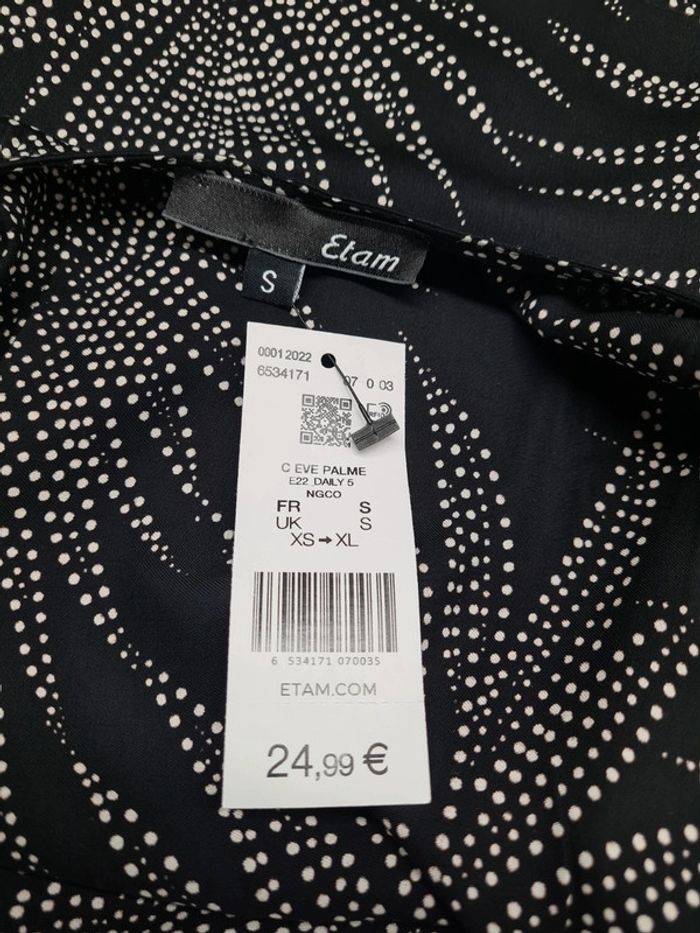 Etam
S
00012022
6534171 07 0 03
RFID
C EVE PALME
E22 DAILY 5
NGCO
FR S
UK S
XS→XL
6 534171 070035
ETAM.COM
24,99 €